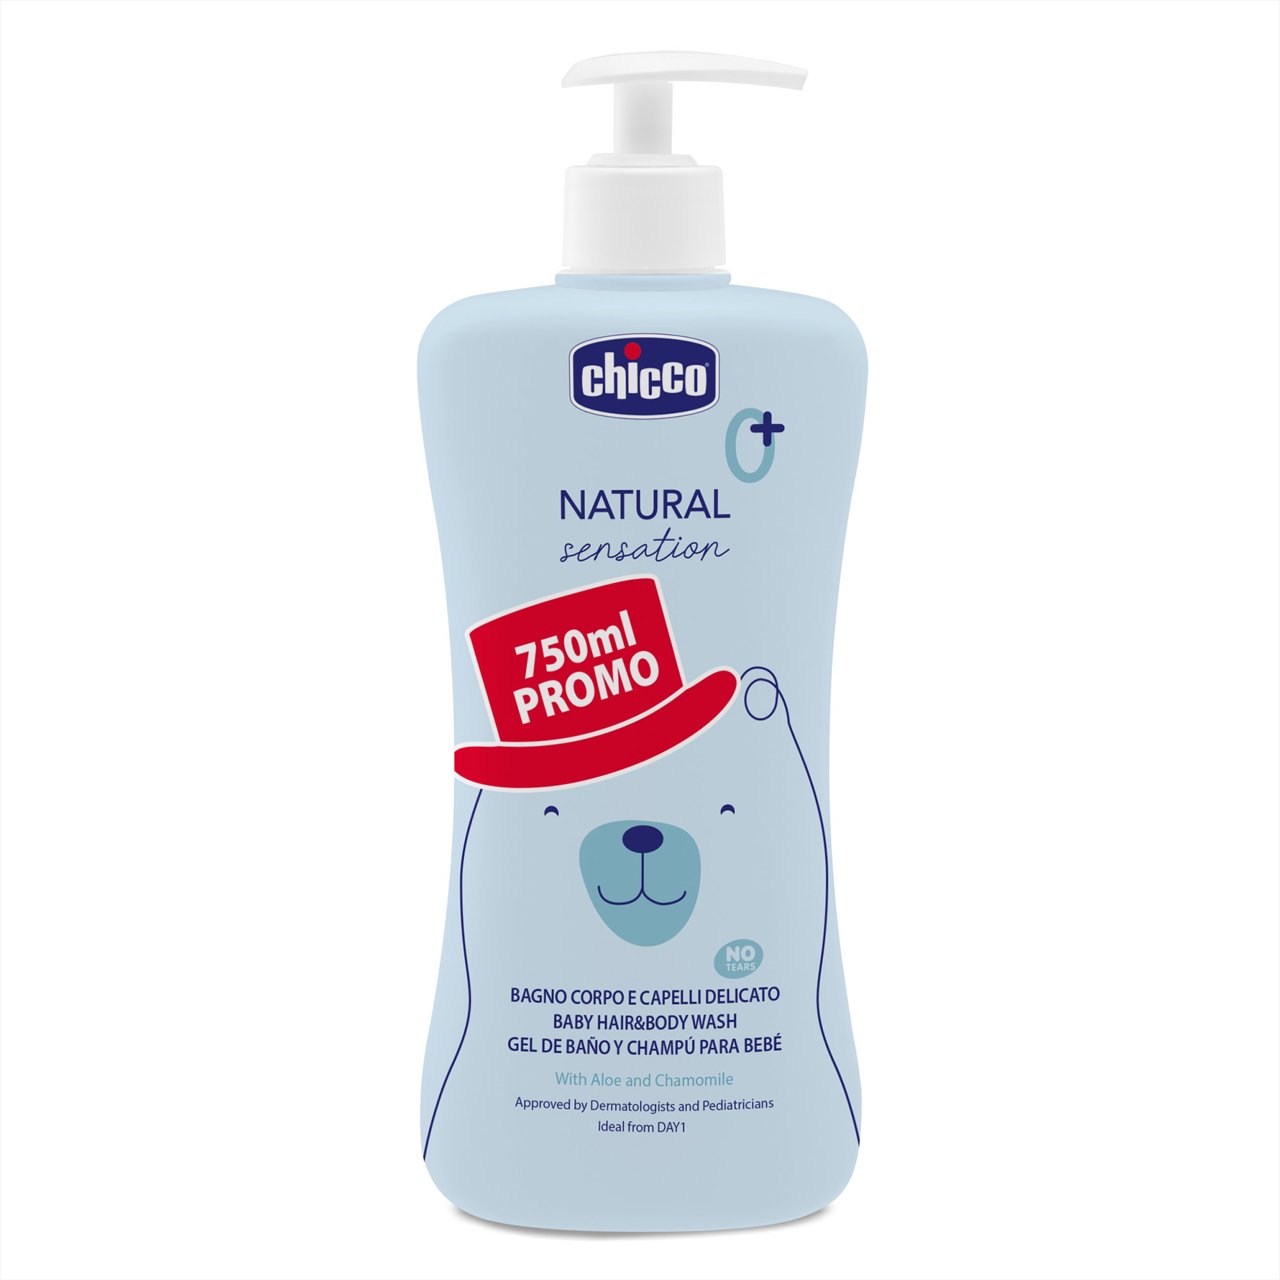 chicco
0+
NATURAL
sensation
750ml
PROMO
NO
TEARS
BAGNO CORPO E CAPELLI DELICATO
BABY HAIR&BODY WASH
GEL DE BAÑO Y CHAMPÚ PARA BEBÉ
With Aloe and Chamomile
Approved by Dermatologists and Pediatricians
Ideal from DAY1